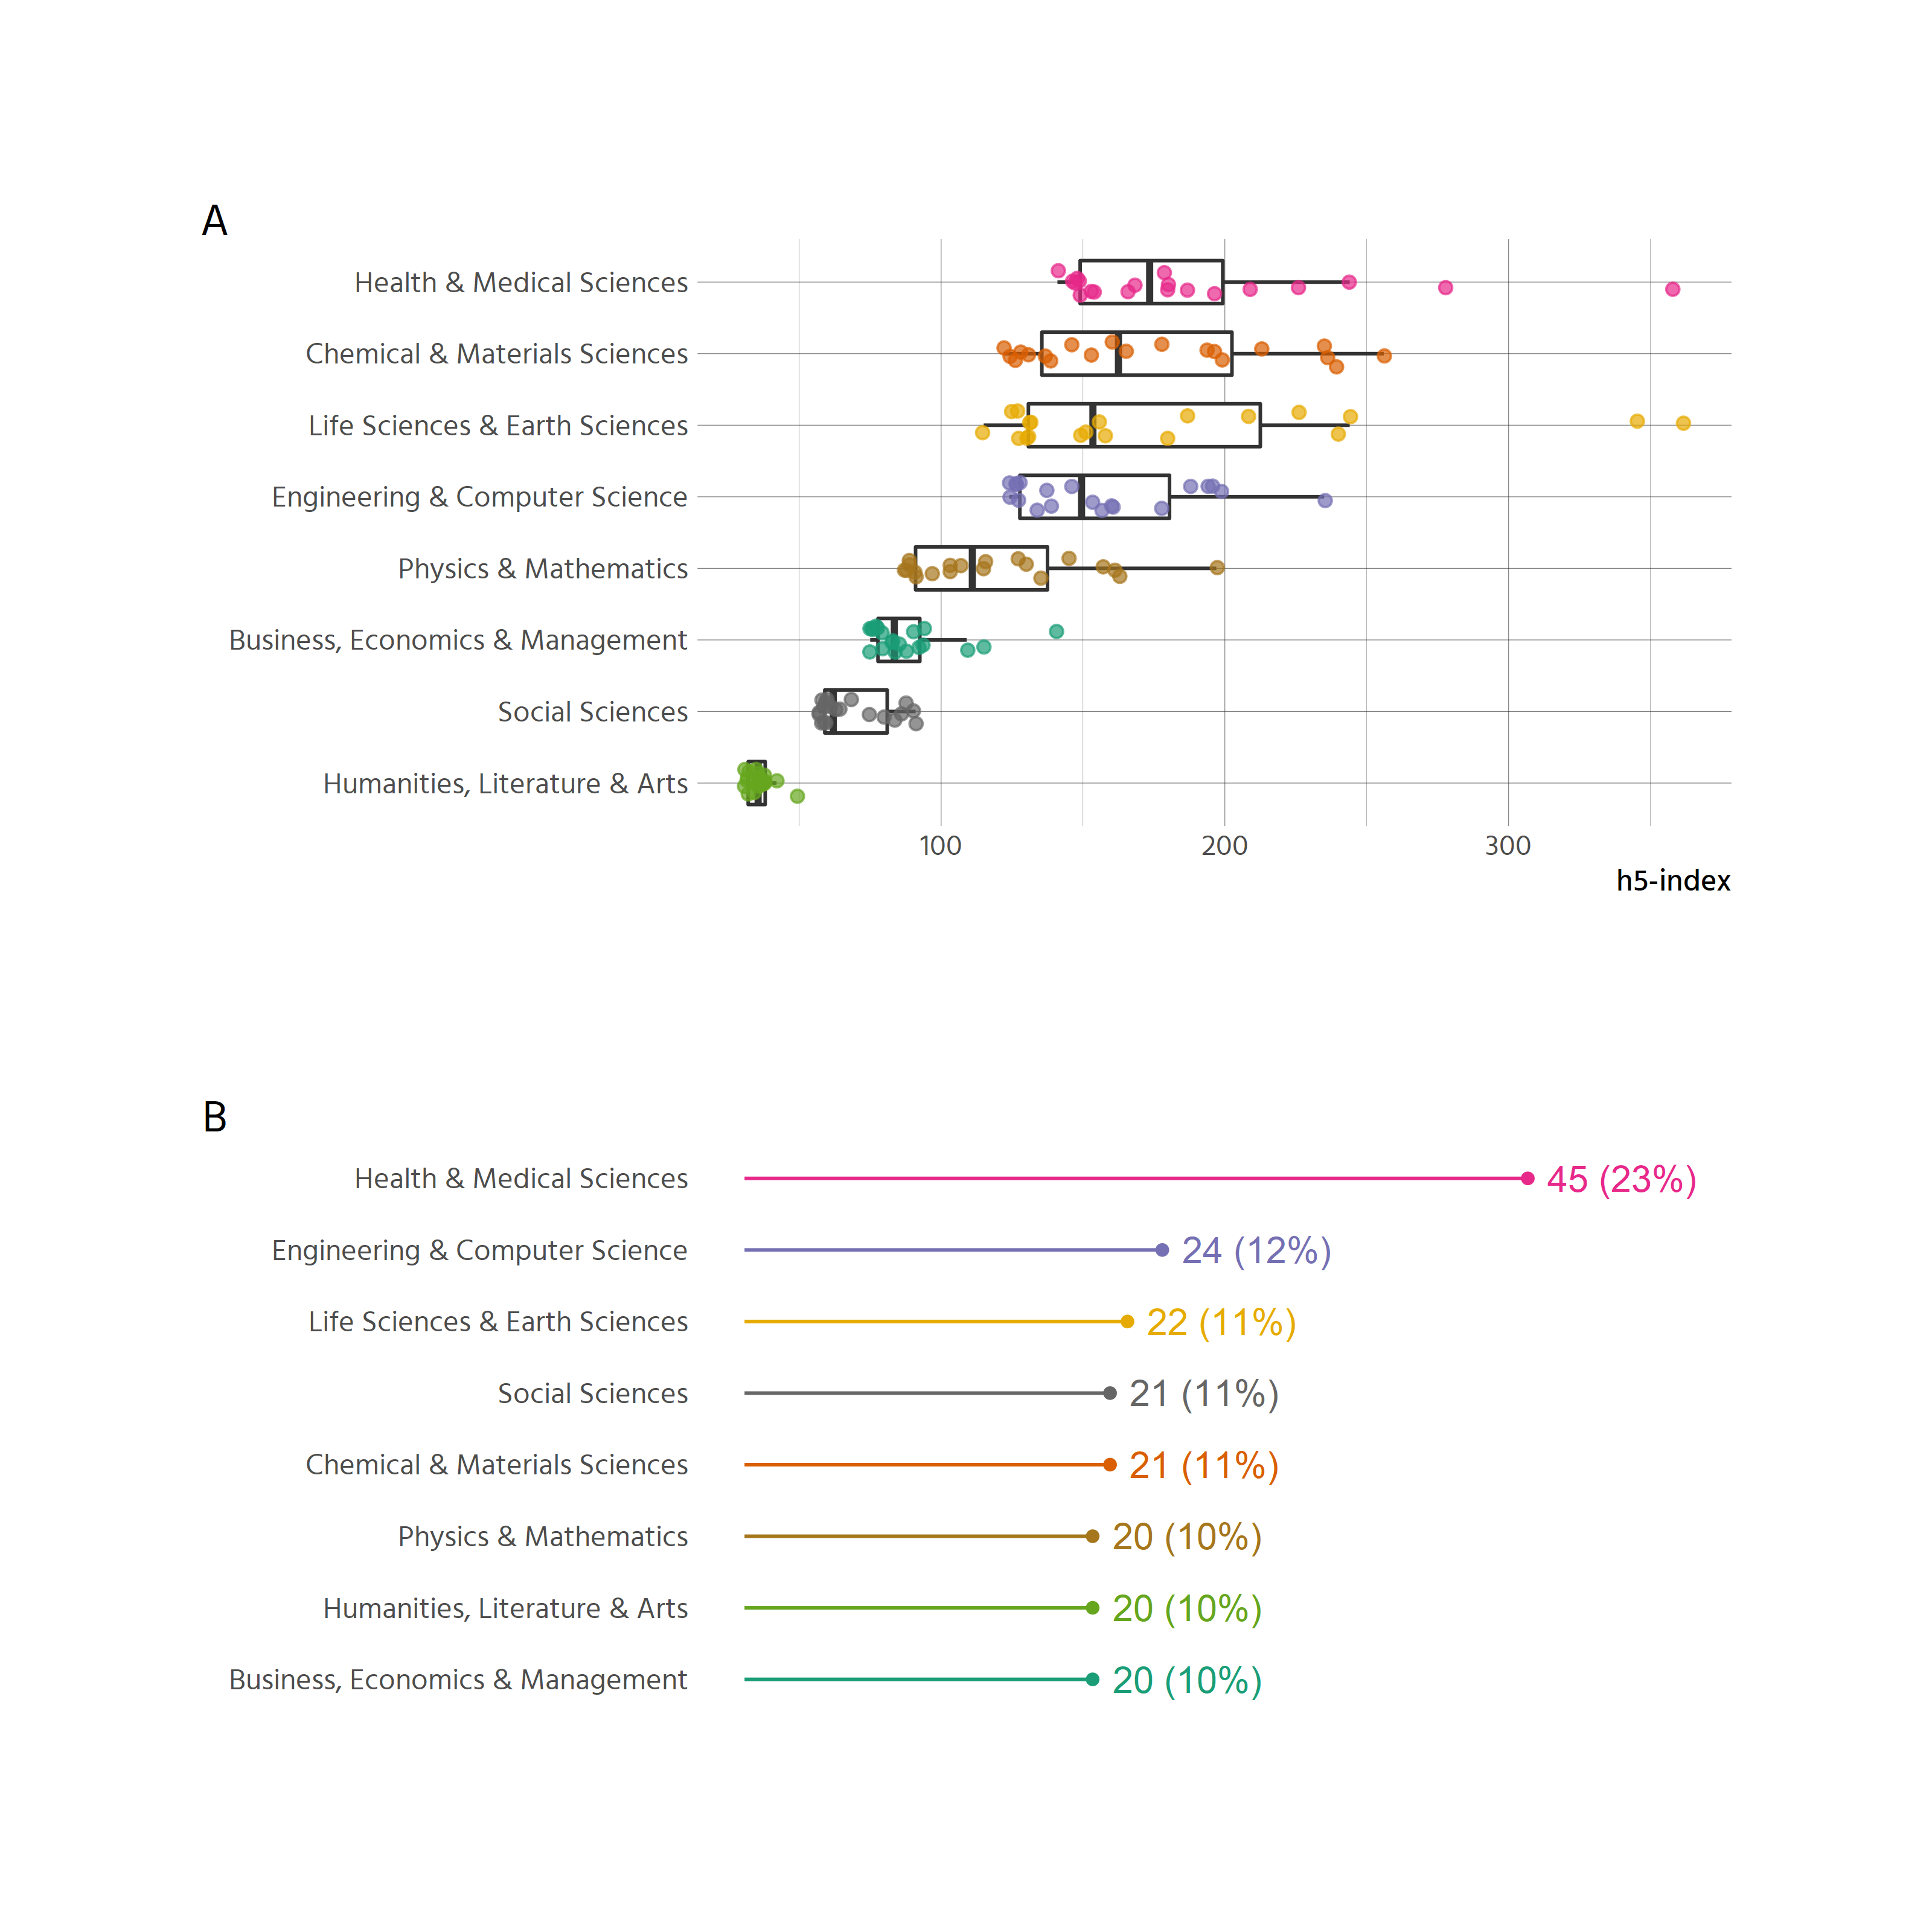 A
Health & Medical Sciences
Chemical & Materials Sciences
Life Sciences & Earth Sciences
Engineering & Computer Science
Physics & Mathematics
Business, Economics & Management
Social Sciences
Humanities, Literature & Arts
100 200 300
h5-index
B
Health & Medical Sciences 45 (23%)
Engineering & Computer Science 24 (12%)
Life Sciences & Earth Sciences 22 (11%)
Social Sciences 21 (11%)
Chemical & Materials Sciences 21 (11%)
Physics & Mathematics 20 (10%)
Humanities, Literature & Arts 20 (10%)
Business, Economics & Management 20 (10%)